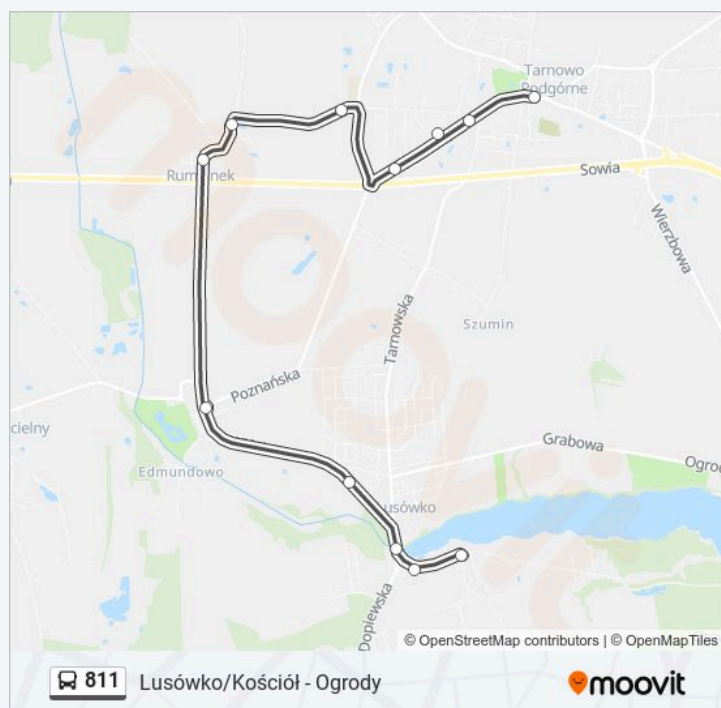 Tarnowo
Podgórne
Sowia
Rumianek
Wierzbowa
Szumin
Tarnowska
Poznańska
cielny
Grabowa
Ogrod
Edmundowo
Lusówko
Dopiewska
moovit
© OpenStreetMap contributors | © OpenMapTiles
811 Lusówko/Kościół - Ogrody
moovit